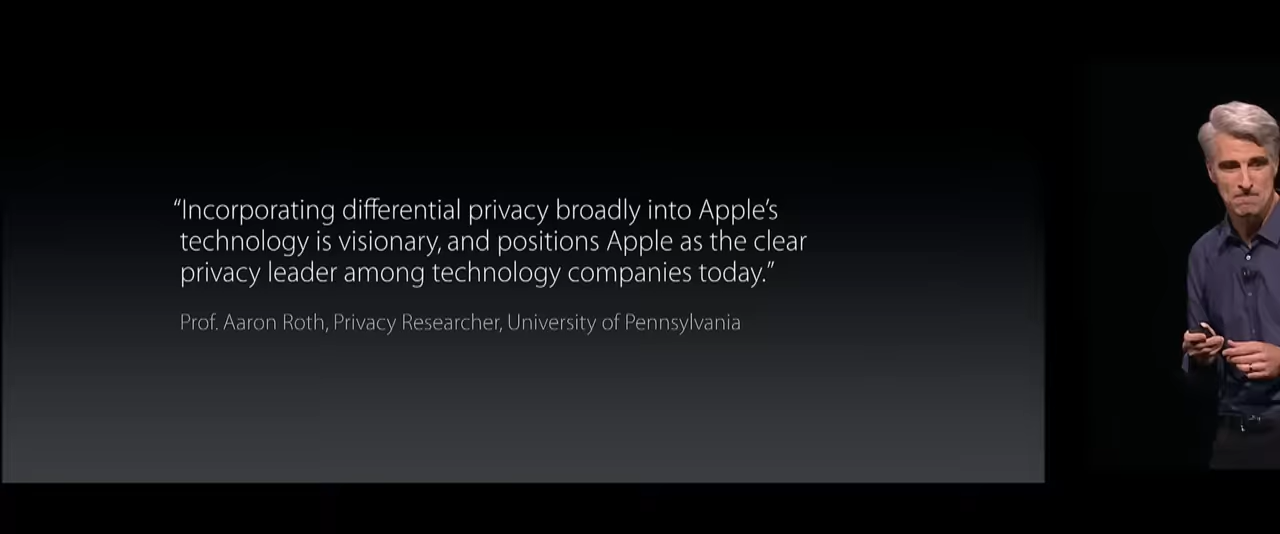 “Incorporating differential privacy broadly into Apple’s
technology is visionary, and positions Apple as the clear
privacy leader among technology companies today.”
Prof. Aaron Roth, Privacy Researcher, University of Pennsylvania